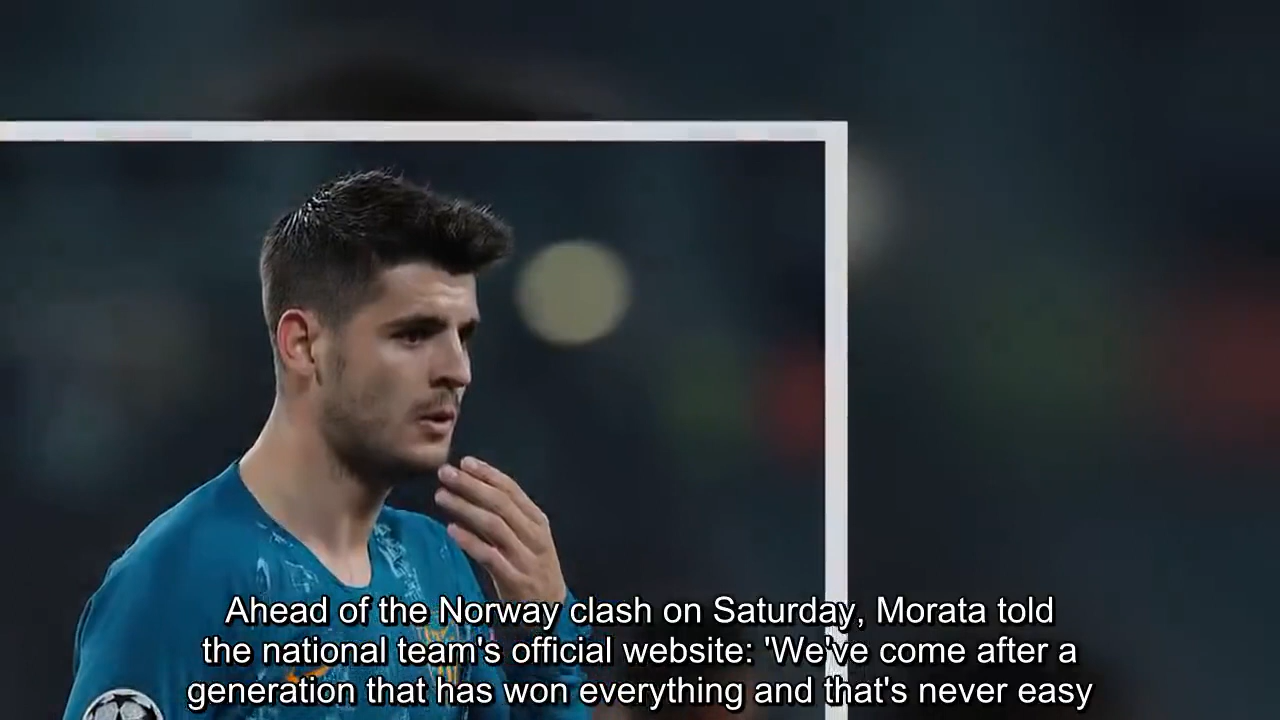 Ahead of the Norway clash on Saturday, Morata told
the national team's official website: 'We've come after a
generation that has won everything and that's never easy